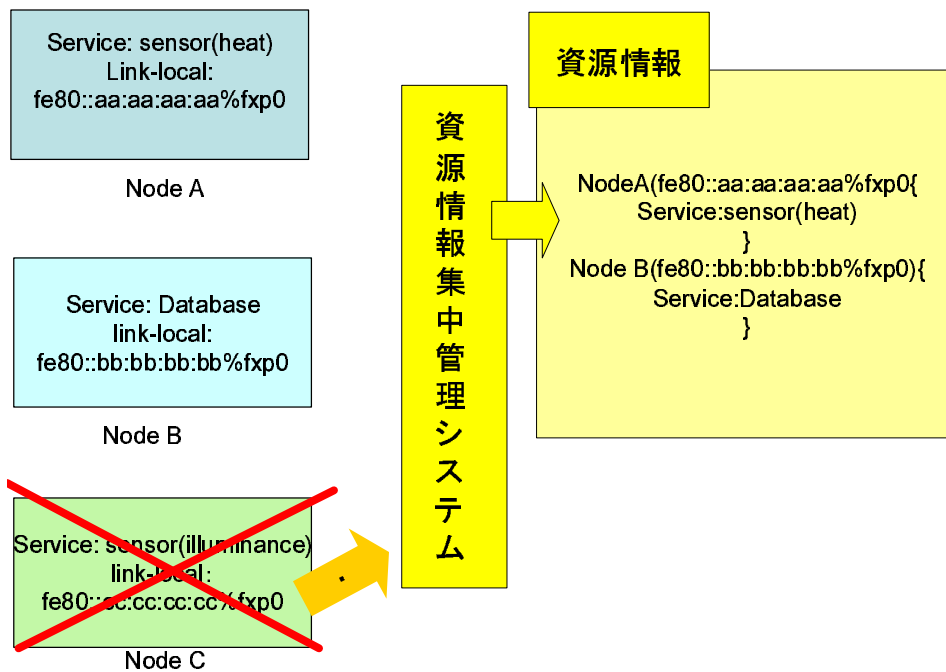 Service: sensor(heat)
Link-local:
fe80::aa:aa:aa:aa%fxp0
Node A
Service: Database
link-local:
fe80::bb:bb:bb:bb%fxp0
Node B
Service: sensor(illuminance)
link-local:
fe80::cc:cc:cc:cc%fxp0
Node C
.
資源情報集中管理システム
資源情報
NodeA(fe80::aa:aa:aa:aa%fxp0{
Service:sensor(heat)
}
Node B(fe80::bb:bb:bb:bb%fxp0){
Service:Database
}